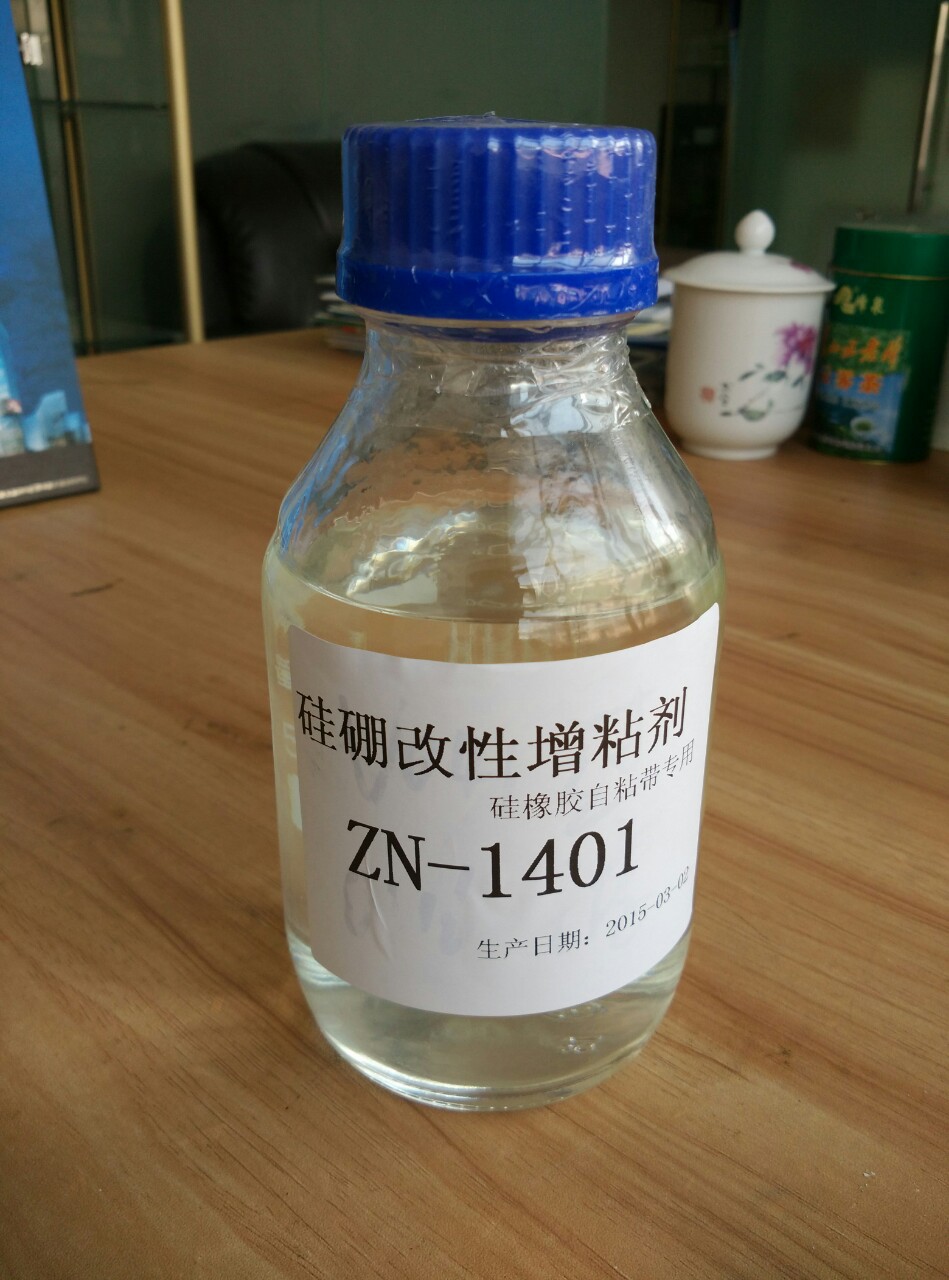 硅硼改性增粘剂
硅橡胶自粘带专用
ZN-1401
生产日期：2015-03-02